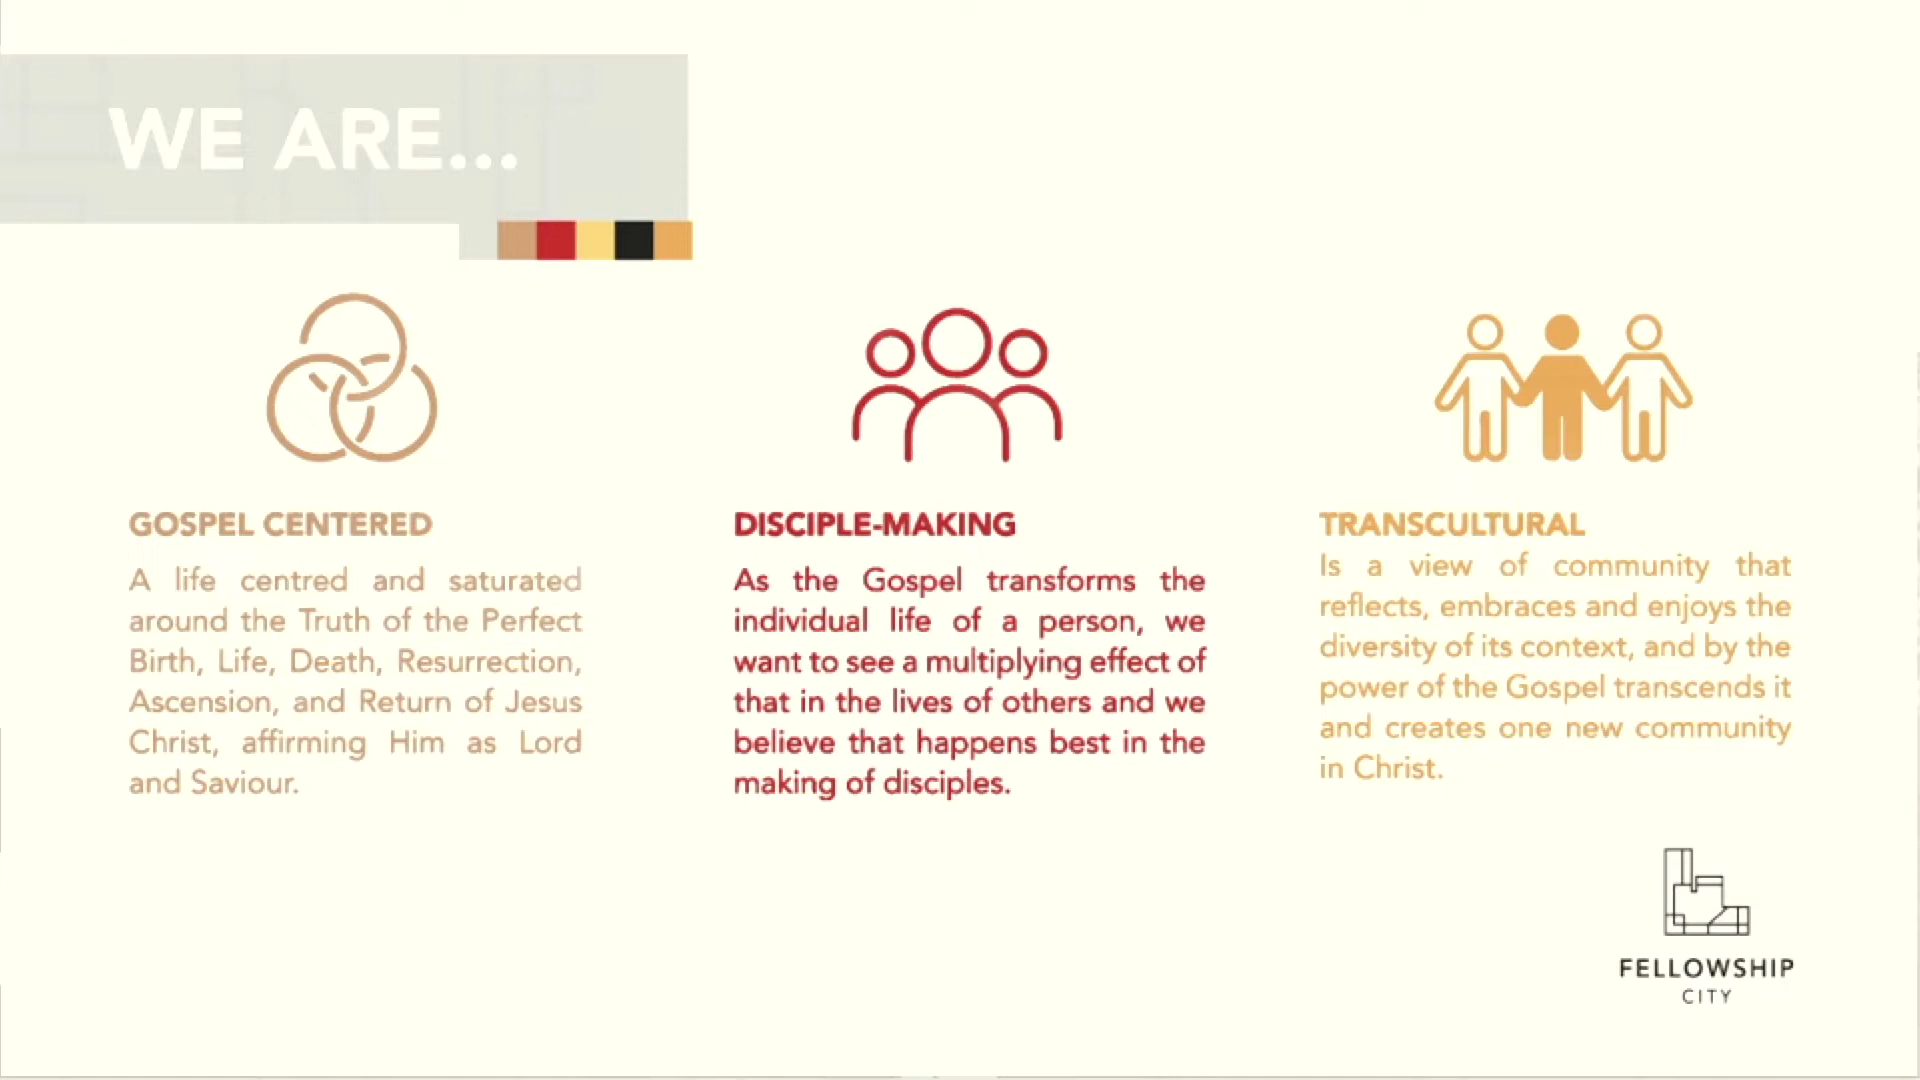 WE ARE...
GOSPEL CENTERED
A life centred and saturated
around the Truth of the Perfect
Birth, Life, Death, Resurrection,
Ascension, and Return of Jesus
Christ, affirming Him as Lord
and Saviour.
DISCIPLE-MAKING
As the Gospel transforms the
individual life of a person, we
want to see a multiplying effect of
that in the lives of others and we
believe that happens best in the
making of disciples.
TRANSCULTURAL
Is a view of community that
reflects, embraces and enjoys the
diversity of its context, and by the
power of the Gospel transcends it
and creates one new community
in Christ.
FELLOWSHIP
CITY